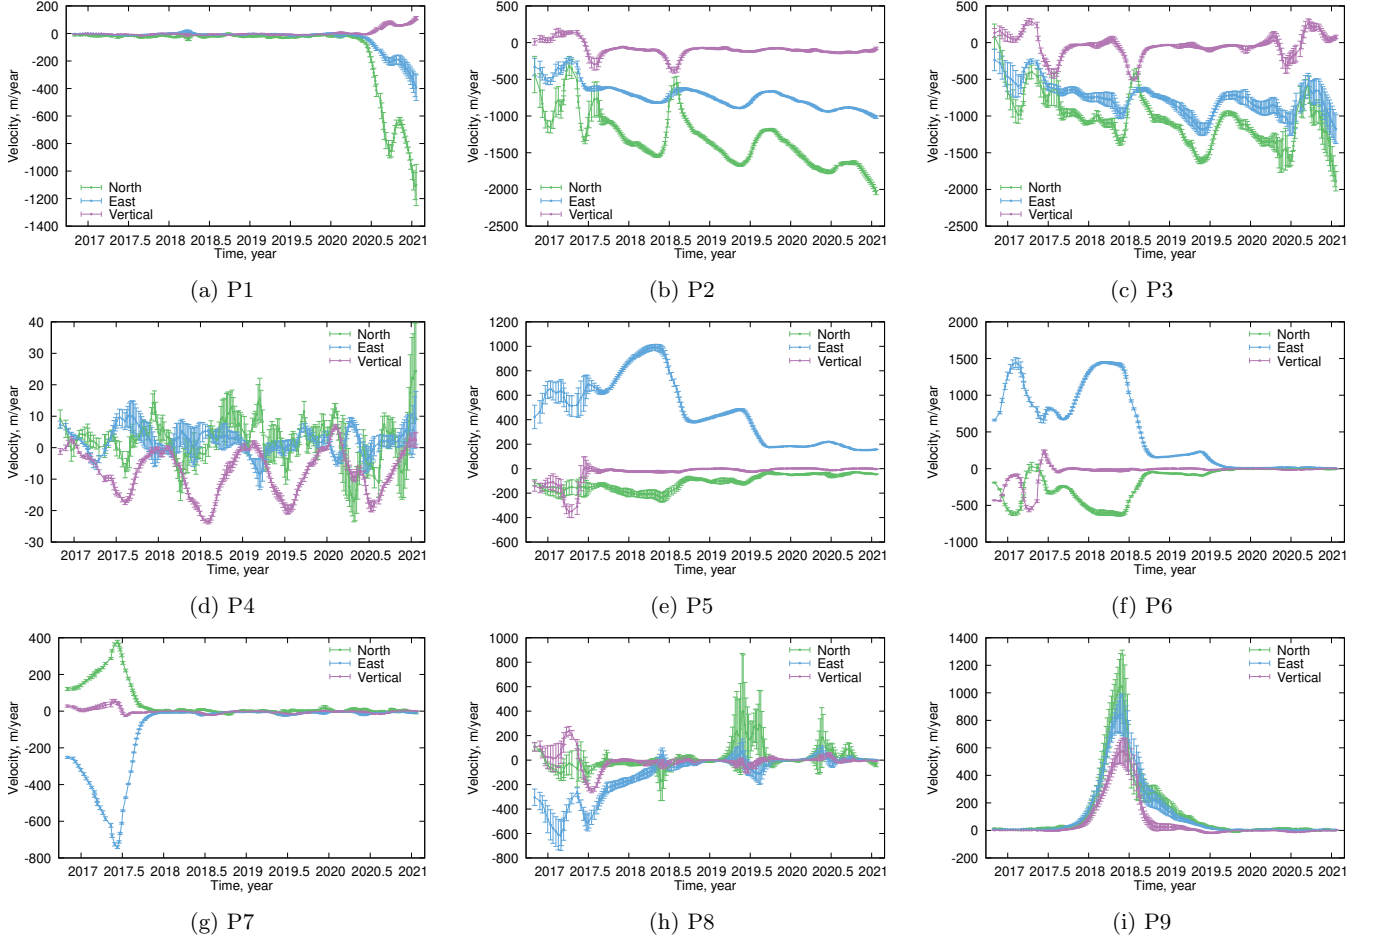 200
0
-200
-400
-600
-800
-1000
-1200
-1400
Velocity, m/year
North
East
Vertical
2017 2017.5 2018 2018.5 2019 2019.5 2020 2020.5 2021
Time, year
(a) P1
500
0
-500
-1000
-1500
-2000
-2500
Velocity, m/year
North
East
Vertical
2017 2017.5 2018 2018.5 2019 2019.5 2020 2020.5 2021
Time, year
(b) P2
500
0
-500
-1000
-1500
-2000
-2500
Velocity, m/year
North
East
Vertical
2017 2017.5 2018 2018.5 2019 2019.5 2020 2020.5 2021
Time, year
(c) P3
40
30
20
10
0
-10
-20
-30
Velocity, m/year
North
East
Vertical
2017 2017.5 2018 2018.5 2019 2019.5 2020 2020.5 2021
Time, year
(d) P4
1200
1000
800
600
400
200
0
-200
-400
-600
Velocity, m/year
North
East
Vertical
2017 2017.5 2018 2018.5 2019 2019.5 2020 2020.5 2021
Time, year
(e) P5
2000
1500
1000
500
0
-500
-1000
Velocity, m/year
North
East
Vertical
2017 2017.5 2018 2018.5 2019 2019.5 2020 2020.5 2021
Time, year
(f) P6
400
200
0
-200
-400
-600
-800
Velocity, m/year
North
East
Vertical
2017 2017.5 2018 2018.5 2019 2019.5 2020 2020.5 2021
Time, year
(g) P7
1000
800
600
400
200
0
-200
-400
-600
-800
Velocity, m/year
North
East
Vertical
2017 2017.5 2018 2018.5 2019 2019.5 2020 2020.5 2021
Time, year
(h) P8
1400
1200
1000
800
600
400
200
0
-200
Velocity, m/year
North
East
Vertical
2017 2017.5 2018 2018.5 2019 2019.5 2020 2020.5 2021
Time, year
(i) P9